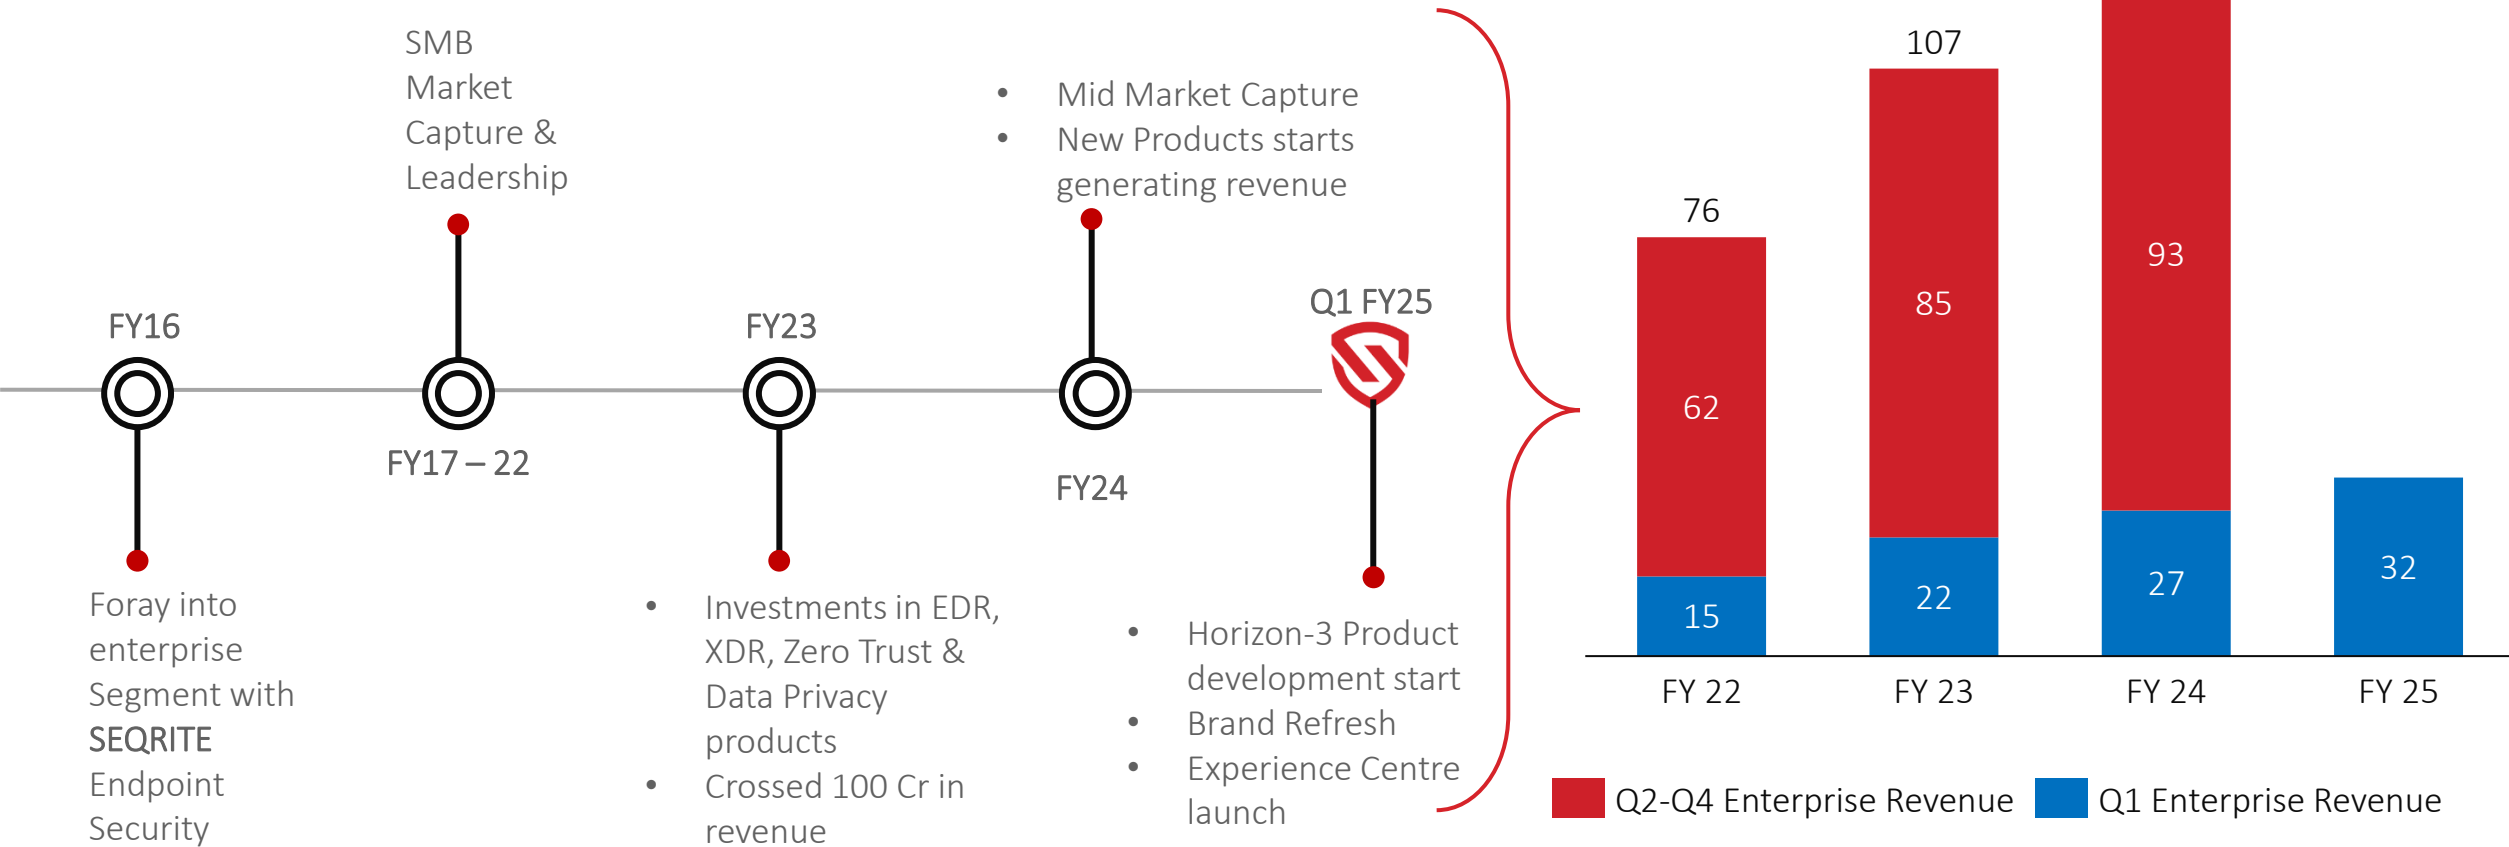 SMB
Market
Capture &
Leadership
• Mid Market Capture
• New Products starts
generating revenue
FY16
FY17 – 22
FY23
FY24
Q1 FY25
Foray into
enterprise
Segment with
SEQRITE
Endpoint
Security
• Investments in EDR,
XDR, Zero Trust &
Data Privacy
products
• Crossed 100 Cr in
revenue
• Horizon-3 Product
development start
• Brand Refresh
• Experience Centre
launch
76
62
15
107
85
22
93
27
32
FY 22
FY 23
FY 24
FY 25
Q2-Q4 Enterprise Revenue
Q1 Enterprise Revenue